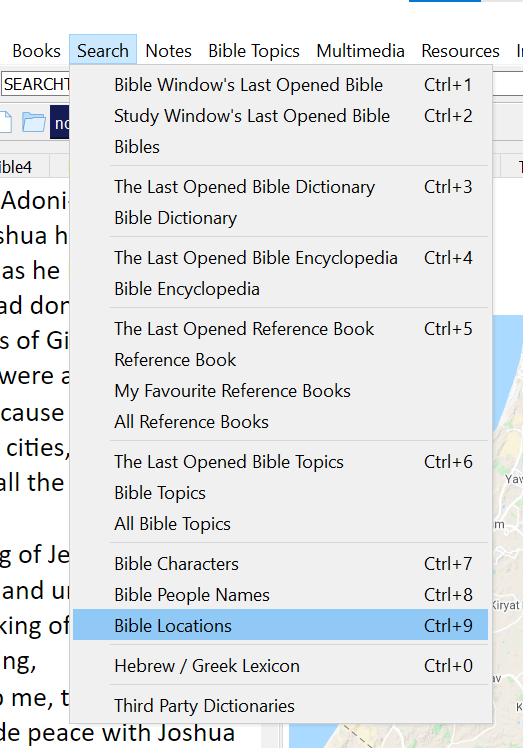 Books Search Notes Bible Topics Multimedia Resources
Bible Window's Last Opened Bible Ctrl+1
Study Window's Last Opened Bible Ctrl+2
Bibles
The Last Opened Bible Dictionary Ctrl+3
Bible Dictionary
The Last Opened Bible Encyclopedia Ctrl+4
Bible Encyclopedia
The Last Opened Reference Book Ctrl+5
Reference Book
My Favourite Reference Books
All Reference Books
The Last Opened Bible Topics Ctrl+6
Bible Topics
All Bible Topics
Bible Characters Ctrl+7
Bible People Names Ctrl+8
Bible Locations Ctrl+9
Hebrew / Greek Lexicon Ctrl+0
Third Party Dictionaries
SEARCHT
no
ible4
Adoni-
shua h
as he
ad don
s of Gi
were a
cause
cities,
all the
g of Je
and un
king of
ng,
o me, t
de peace with Joshua
Yav
m
Kiryat
av
K